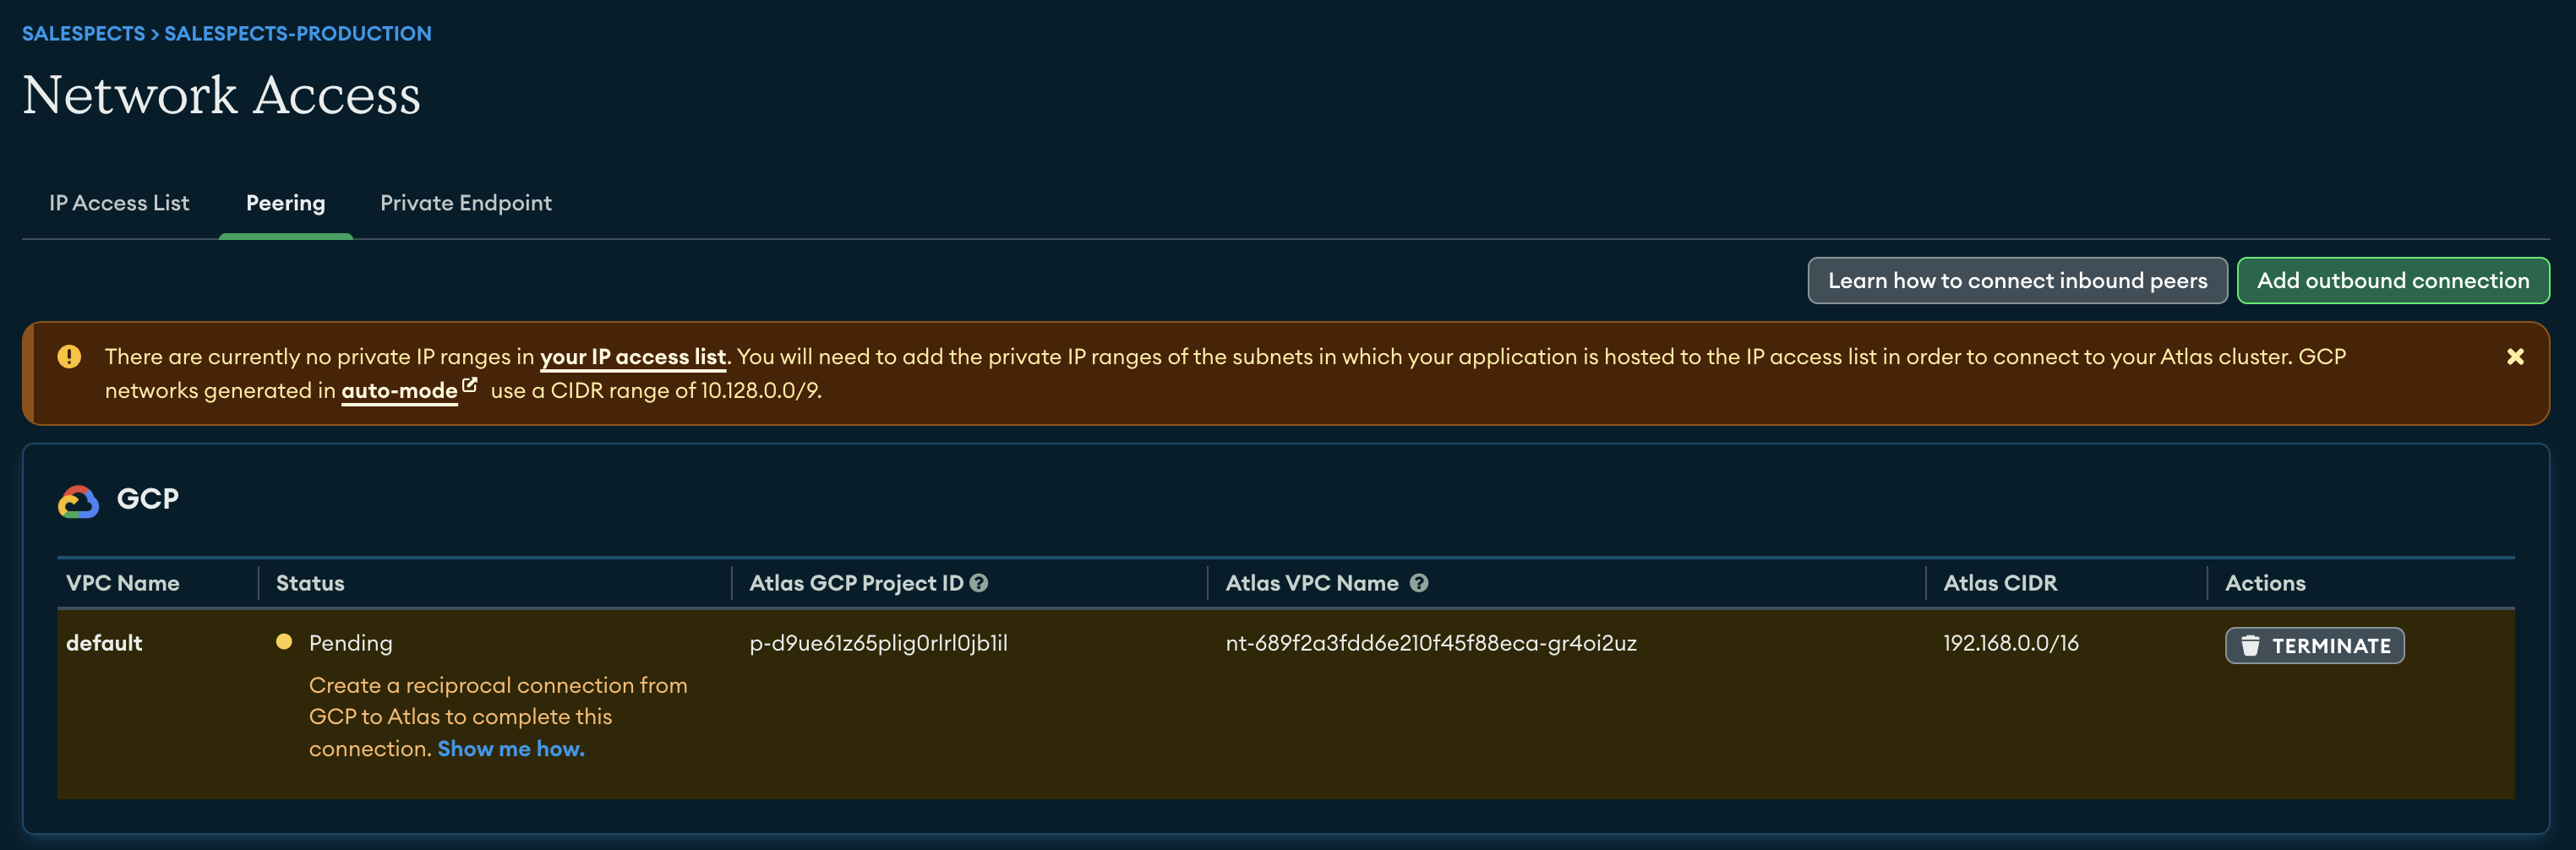 SALESPECTS > SALESPECTS-PRODUCTION
Network Access
IP Access List Peering Private Endpoint
Learn how to connect inbound peers Add outbound connection
There are currently no private IP ranges in your IP access list. You will need to add the private IP ranges of the subnets in which your application is hosted to the IP access list in order to connect to your Atlas cluster. GCP
networks generated in auto-mode use a CIDR range of 10.128.0.0/9.
GCP
VPC Name Status Atlas GCP Project ID Atlas VPC Name Atlas CIDR Actions
default Pending p-d9ue61z65plig0rlrl0jb1il nt-689f2a3fdd6e210f45f88eca-gr4oi2uz 192.168.0.0/16 TERMINATE
Create a reciprocal connection from
GCP to Atlas to complete this
connection. Show me how.